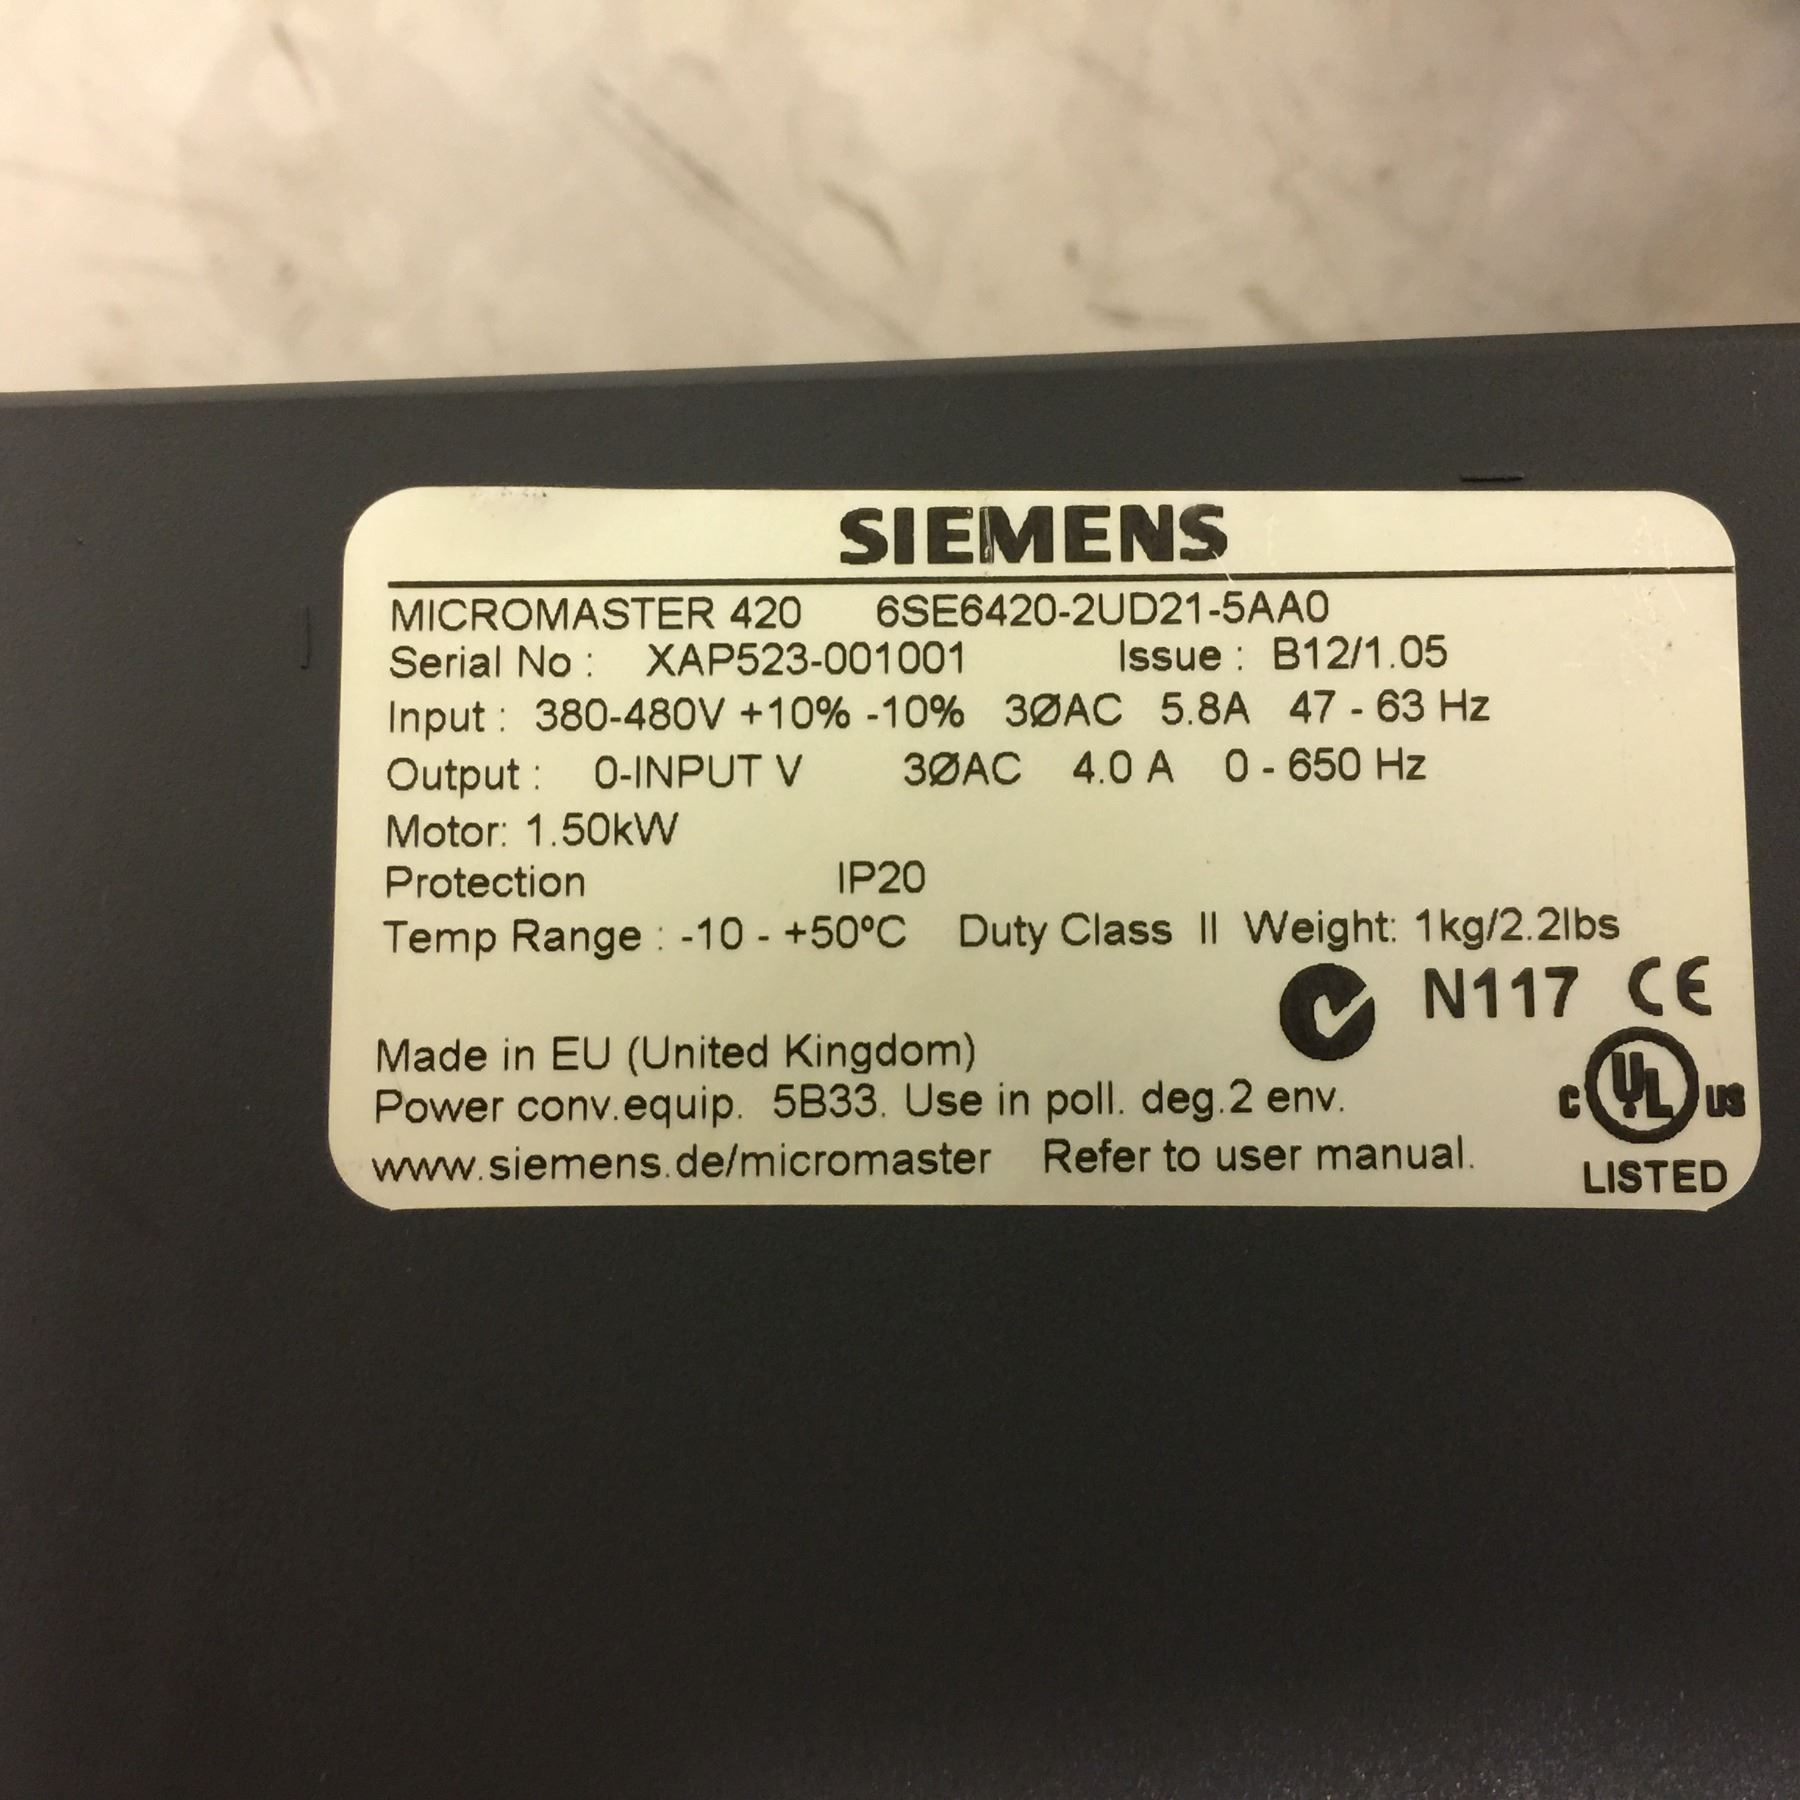 SIEMENS
MICROMASTER 420 6SE6420-2UD21-5AA0
Serial No : XAP523-001001 Issue : B12/1.05
Input : 380-480V +10% -10% 3ØAC 5.8A 47 - 63 Hz
Output : 0-INPUT V 3ØAC 4.0 A 0 - 650 Hz
Motor: 1.50kW
Protection IP20
Temp Range : -10 - +50ºC Duty Class II Weight: 1kg/2.2lbs
N117 CE
Made in EU (United Kingdom)
Power conv.equip. 5B33. Use in poll. deg.2 env.
C UL US
www.siemens.de/micromaster Refer to user manual.
LISTED